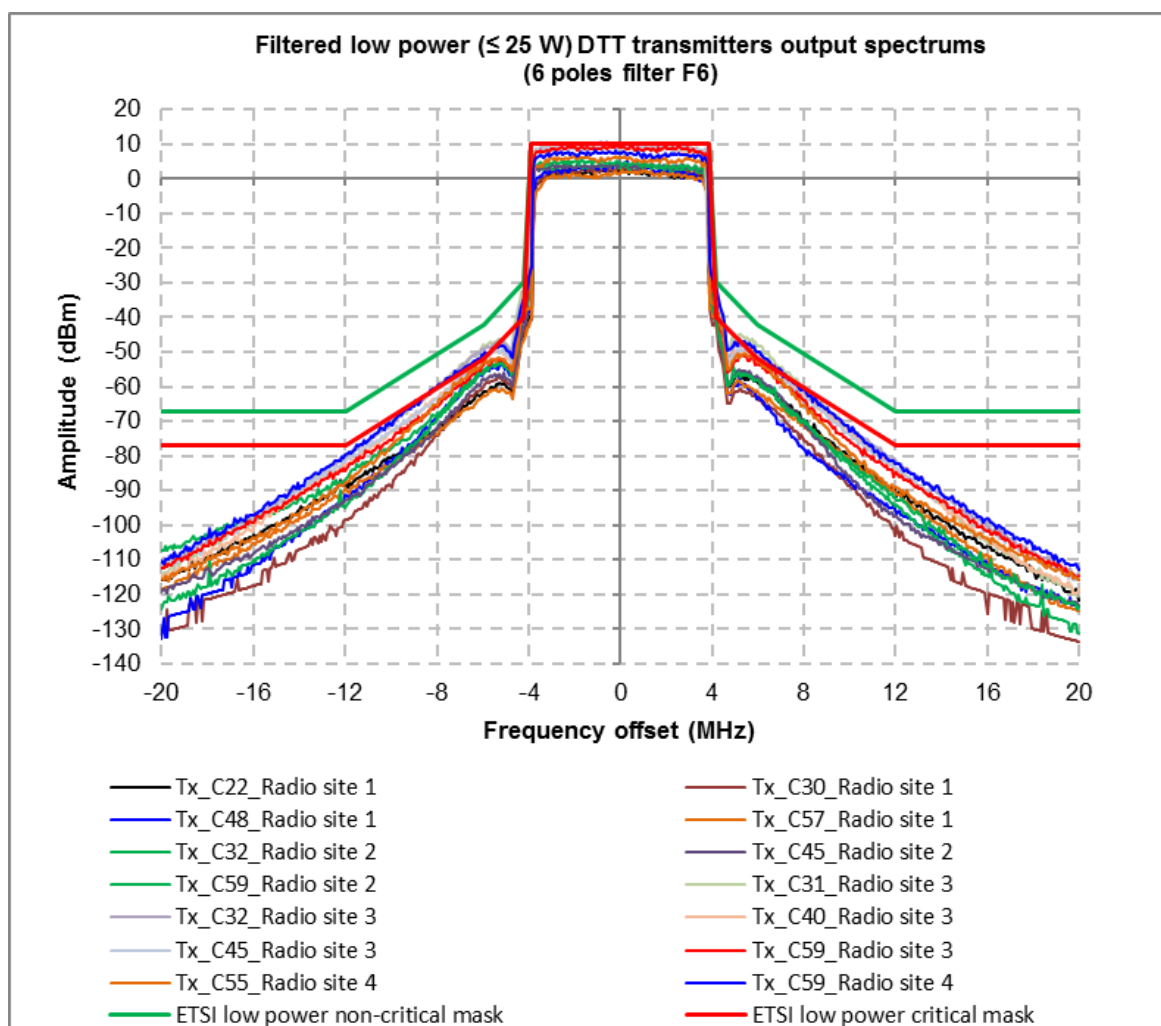 Filtered low power (≤ 25 W) DTT transmitters output spectrums
(6 poles filter F6)
20
10
0
-10
-20
-30
-40
-50
-60
-70
-80
-90
-100
-110
-120
-130
-140
Amplitude (dBm)
-20 -16 -12 -8 -4 0 4 8 12 16 20
Frequency offset (MHz)
Tx_C22_Radio site 1 Tx_C30_Radio site 1
Tx_C48_Radio site 1 Tx_C57_Radio site 1
Tx_C32_Radio site 2 Tx_C45_Radio site 2
Tx_C59_Radio site 2 Tx_C31_Radio site 3
Tx_C32_Radio site 3 Tx_C40_Radio site 3
Tx_C45_Radio site 3 Tx_C59_Radio site 3
Tx_C55_Radio site 4 Tx_C59_Radio site 4
ETSI low power non-critical mask ETSI low power critical mask